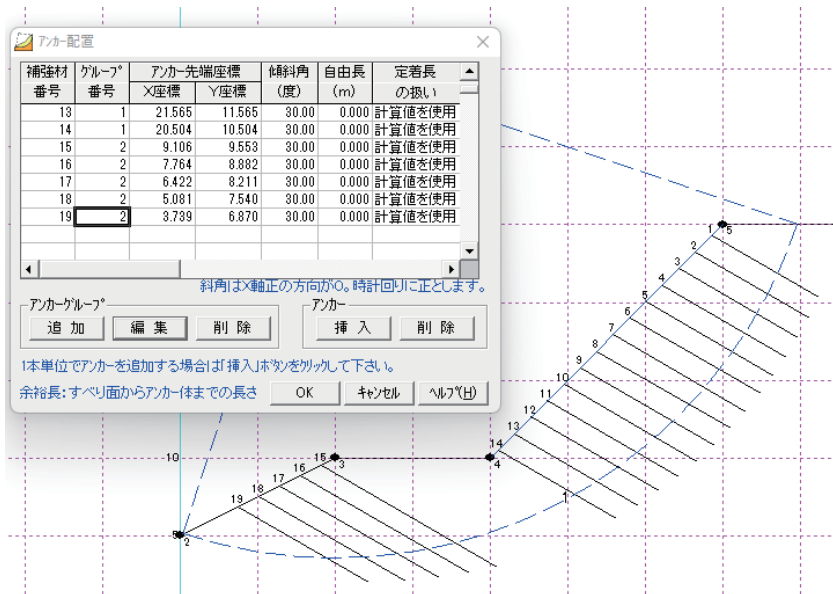 アンカー配置
補強材 グループ アンカー先端座標 傾斜角 自由長 定着長
番号 番号 X座標 Y座標 (度) (m) の扱い
13 1 21.565 11.565 30.00 0.000 計算値を使用
14 1 20.504 10.504 30.00 0.000 計算値を使用
15 2 9.106 9.553 30.00 0.000 計算値を使用
16 2 7.764 8.882 30.00 0.000 計算値を使用
17 2 6.422 8.211 30.00 0.000 計算値を使用
18 2 5.081 7.540 30.00 0.000 計算値を使用
19 2 3.739 6.870 30.00 0.000 計算値を使用
斜角はX軸正の方向が0。時計回りに正とします。
アンカーグループ アンカー
追 加 編 集 削 除 挿 入 削 除
1本単位でアンカーを追加する場合は「挿入」ボタンをクリックして下さい。
余裕長:すべり面からアンカー体までの長さ OK キャンセル ヘルプ(H)
1 5
2
3
4
5
6
7
8
9
10
11
12
13
14
4
10
15 3
16
17
18
19
1
2